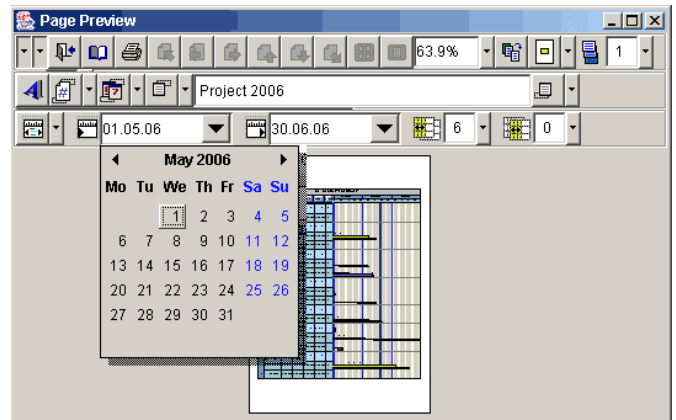 Page Preview
63.9% 1
Project 2006
01.05.06 30.06.06 6 0
May 2006
Mo Tu We Th Fr Sa Su
1 2 3 4 5
6 7 8 9 10 11 12
13 14 15 16 17 18 19
20 21 22 23 24 25 26
27 28 29 30 31